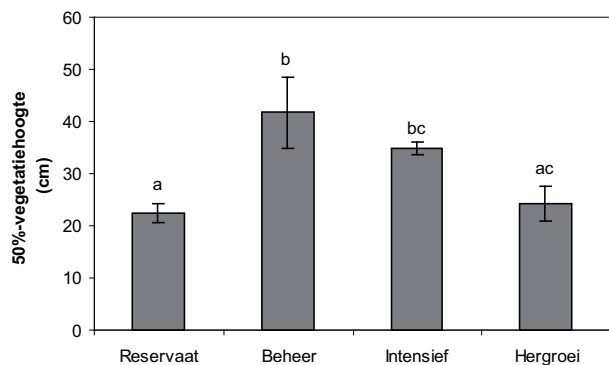 50%-vegetatiehoogte
(cm)
60
50
40
30
20
10
0
a
b
bc
ac
Reservaat
Beheer
Intensief
Hergroei